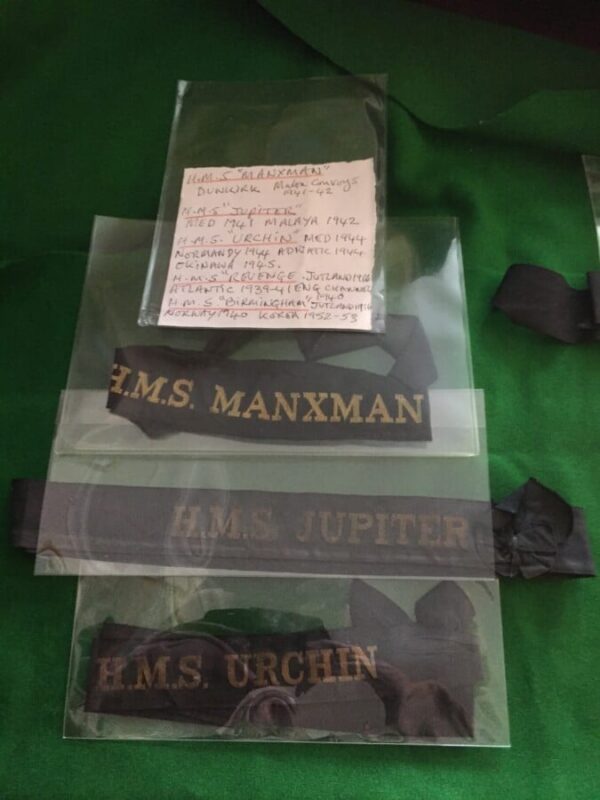 H.M.S "MANXMAN"
DUNKIRK Malta Convoys
1941-42
H.M.S "JUPITER"
MED 1941 MALAYA 1942
H.M.S. "URCHIN" MED 1944
NORMANDY 1944 ADRIATIC 1944
OKINAWA 1945.
H.M.S "REVENGE. JUTLAND 1916
ATLANTIC 1939-41 ENG CHANNEL
1940
H.M.S "BIRMINGHAM" JUTLAND 1916
NORWAY 1940 KOREA 1952-53
H.M.S. MANXMAN
H.M.S. JUPITER
H.M.S. URCHIN